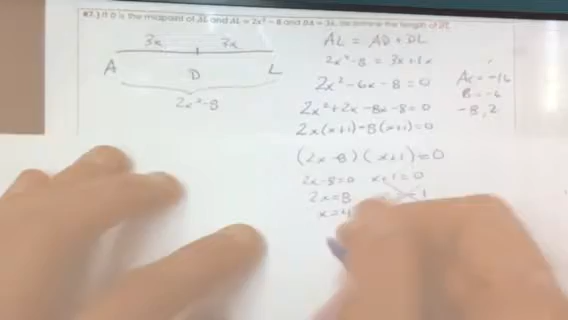 #7.) If D is the midpoint of AL and AL = 2x² - 8 and DA = 3x, determine the length of
3x 3x
A D L
2x²-8
AL = AD + DL
2x²-8 = 3x+3x
2x²-6x-8=0
2x²+2x-8x-8=0
2x(x+1)-8(x+1)=0
(2x-8)(x+1)=0
2x-8=0 x+1=0
2x=8
x=4
AC=-16
B=-6
-8,2